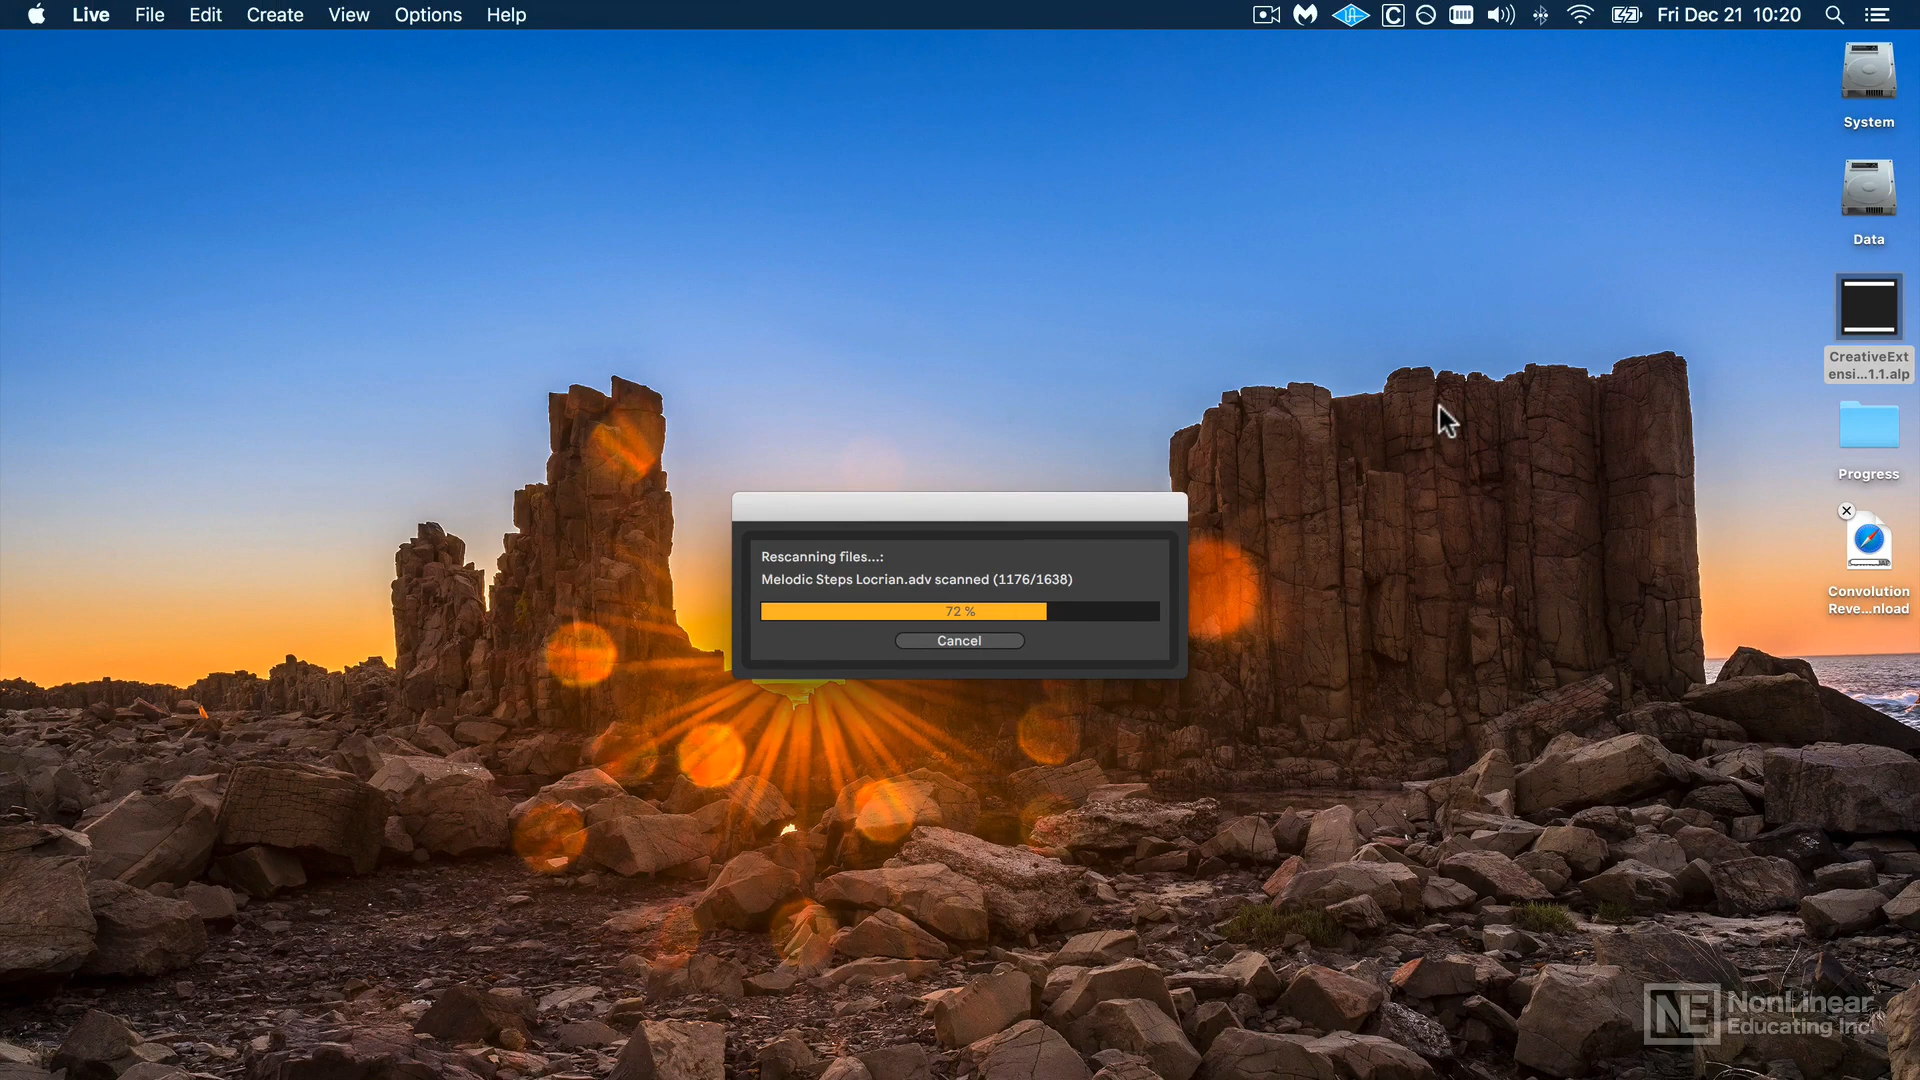 Live File Edit Create View Options Help
Fri Dec 21 10:20
System
Data
CreativeExt
ensi...1.1.alp
Progress
Convolution
Reve...nload
Rescanning files...:
Melodic Steps Locrian.adv scanned (1176/1638)
72 %
Cancel
NE NonLinear
Educating Inc.